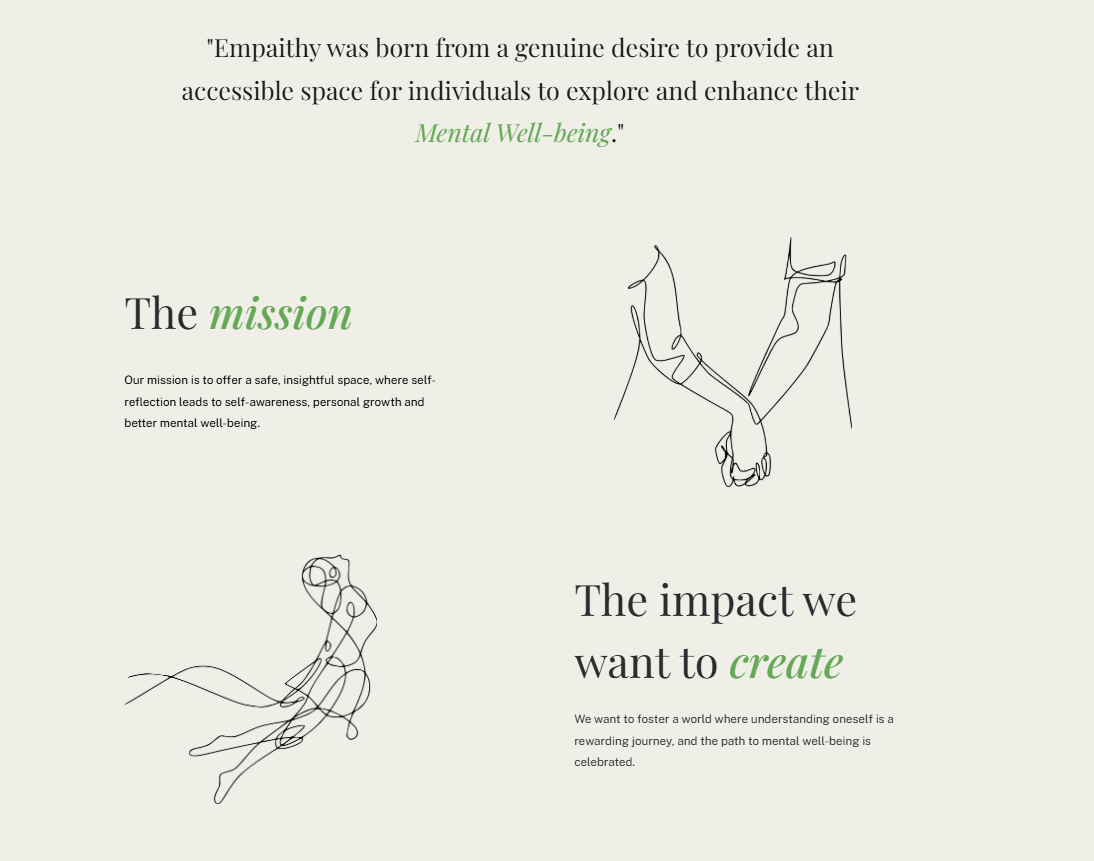 "Empaithy was born from a genuine desire to provide an
accessible space for individuals to explore and enhance their
Mental Well-being."
The mission
Our mission is to offer a safe, insightful space, where self-
reflection leads to self-awareness, personal growth and
better mental well-being.
The impact we
want to create
We want to foster a world where understanding oneself is a
rewarding journey, and the path to mental well-being is
celebrated.